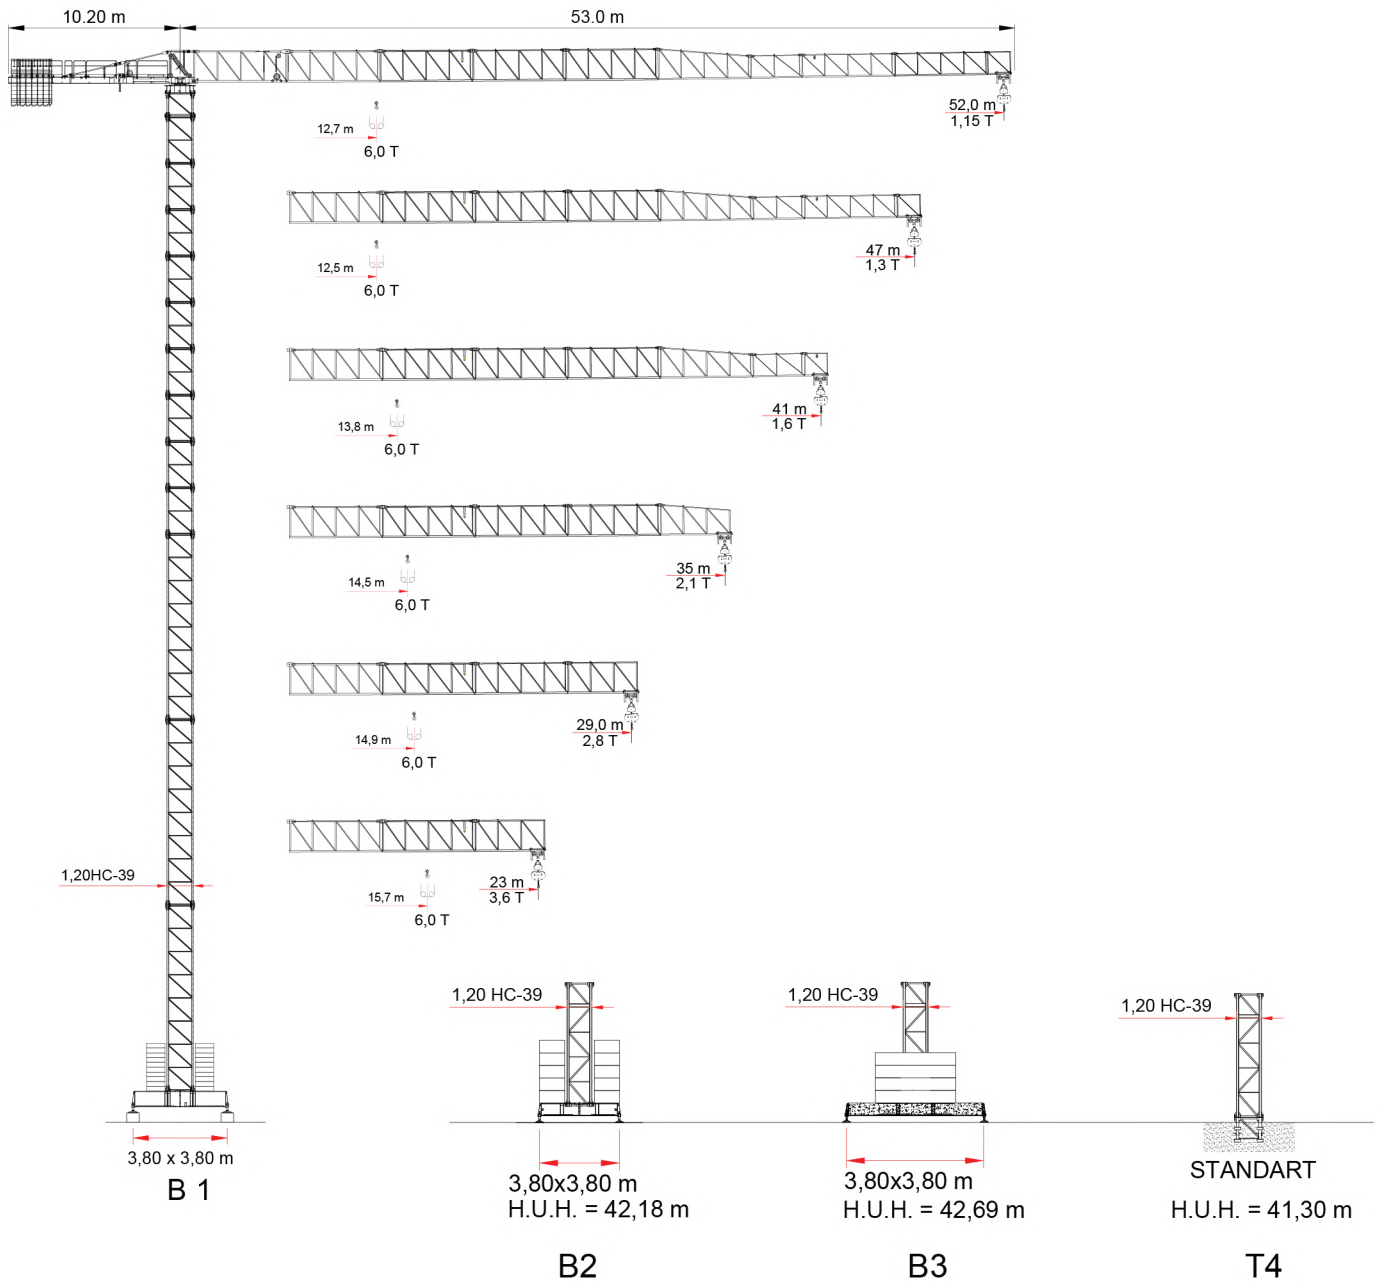 10.20 m
53.0 m
52,0 m
1,15 T
12,7 m
6,0 T
47 m
1,3 T
12,5 m
6,0 T
41 m
1,6 T
13,8 m
6,0 T
35 m
2,1 T
14,5 m
6,0 T
29,0 m
2,8 T
14,9 m
6,0 T
1,20HC-39
23 m
3,6 T
15,7 m
6,0 T
1,20 HC-39
1,20 HC-39
1,20 HC-39
3,80 x 3,80 m
B 1
3,80x3,80 m
H.U.H. = 42,18 m
B2
3,80x3,80 m
H.U.H. = 42,69 m
B3
STANDART
H.U.H. = 41,30 m
T4